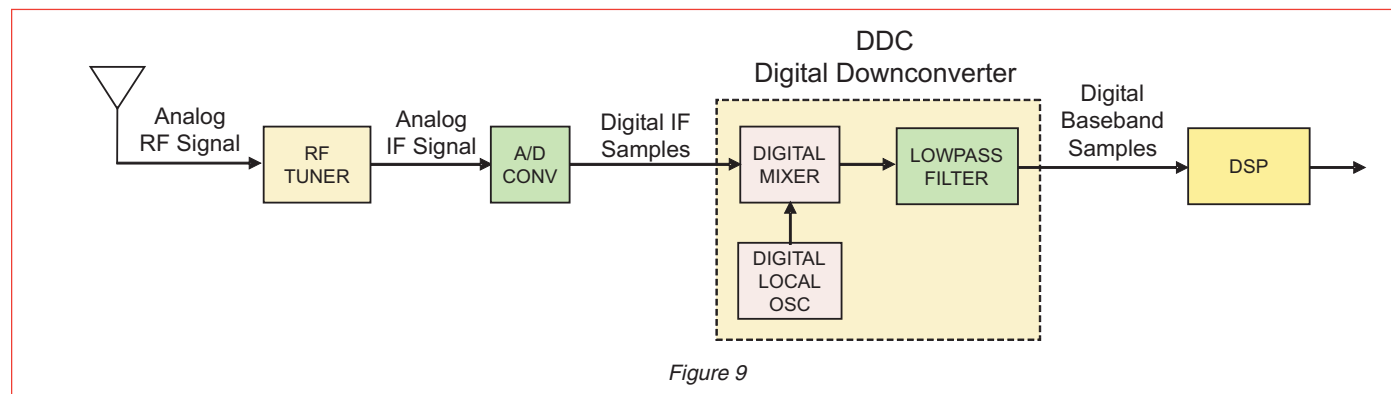 DDC
Digital Downconverter
Analog
RF Signal
RF
TUNER
Analog
IF Signal
A/D
CONV
Digital IF
Samples
DIGITAL
MIXER
DIGITAL
LOCAL
OSC
LOWPASS
FILTER
Digital
Baseband
Samples
DSP
Figure 9